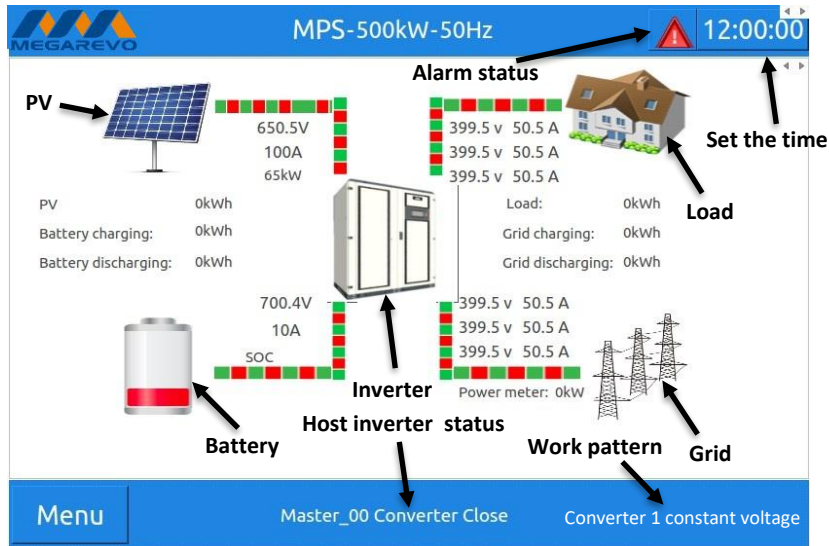 MEGAREVO
MPS-500kW-50Hz
12:00:00
Alarm status
PV
Set the time
650.5V
100A
65kW
399.5 v 50.5 A
399.5 v 50.5 A
399.5 v 50.5 A
Load
PV 0kWh
Battery charging: 0kWh
Battery discharging: 0kWh
Load: 0kWh
Grid charging: 0kWh
Grid discharging: 0kWh
700.4V
10A
SOC
399.5 v 50.5 A
399.5 v 50.5 A
399.5 v 50.5 A
Power meter: 0kW
Inverter
Host inverter status
Battery
Work pattern
Grid
Menu
Master_00 Converter Close
Converter 1 constant voltage